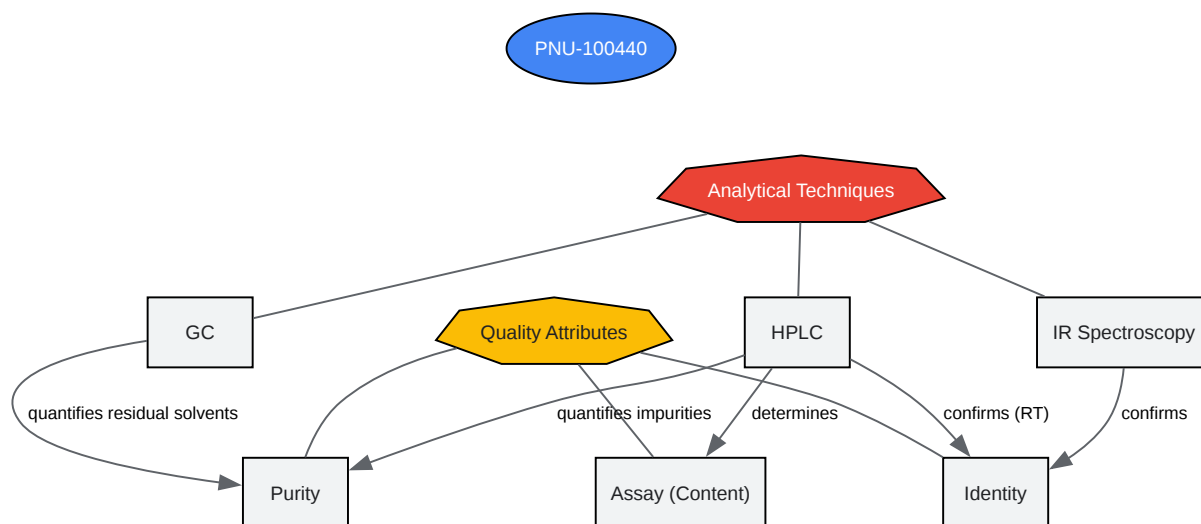 PNU-100440
Analytical Techniques
GC
Quality Attributes
HPLC
IR Spectroscopy
quantifies residual solvents
quantifies impurities
determines
confirms (RT)
confirms
Purity
Assay (Content)
Identity